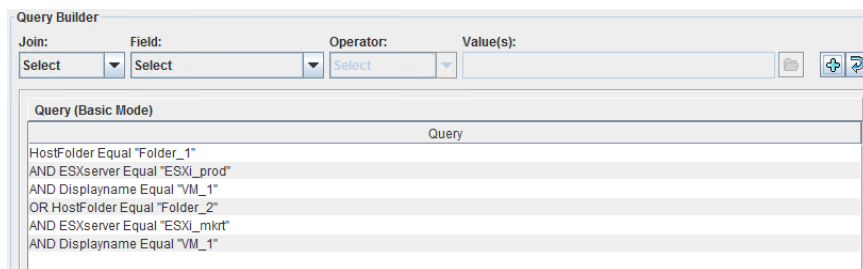 Query Builder
Join: Field: Operator: Value(s):
Select Select Select
Query (Basic Mode)
Query
HostFolder Equal "Folder_1"
AND ESXserver Equal "ESXi_prod"
AND Displayname Equal "VM_1"
OR HostFolder Equal "Folder_2"
AND ESXserver Equal "ESXi_mkrt"
AND Displayname Equal "VM_1"